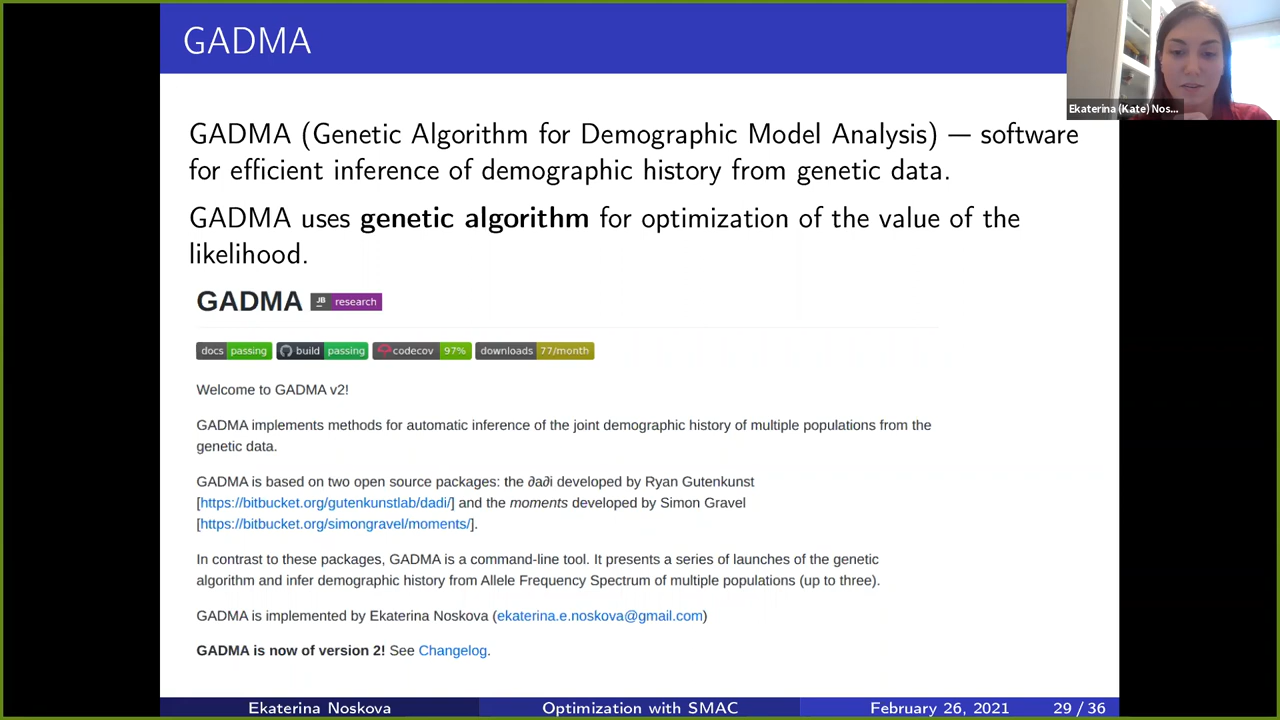 GADMA
Ekaterina (Kate) Nos...
GADMA (Genetic Algorithm for Demographic Model Analysis) — software
for efficient inference of demographic history from genetic data.
GADMA uses genetic algorithm for optimization of the value of the
likelihood.
GADMA JB research
docs passing build passing codecov 97% downloads 77/month
Welcome to GADMA v2!
GADMA implements methods for automatic inference of the joint demographic history of multiple populations from the
genetic data.
GADMA is based on two open source packages: the ∂a∂i developed by Ryan Gutenkunst
[https://bitbucket.org/gutenkunstlab/dadi/] and the moments developed by Simon Gravel
[https://bitbucket.org/simongravel/moments/].
In contrast to these packages, GADMA is a command-line tool. It presents a series of launches of the genetic
algorithm and infer demographic history from Allele Frequency Spectrum of multiple populations (up to three).
GADMA is implemented by Ekaterina Noskova (ekaterina.e.noskova@gmail.com)
GADMA is now of version 2! See Changelog.
Ekaterina Noskova Optimization with SMAC February 26, 2021 29 / 36